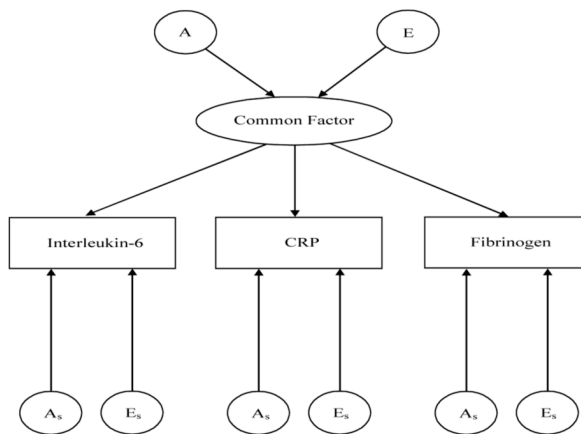 A
E
Common Factor
Interleukin-6
CRP
Fibrinogen
Aₛ
Eₛ
Aₛ
Eₛ
Aₛ
Eₛ